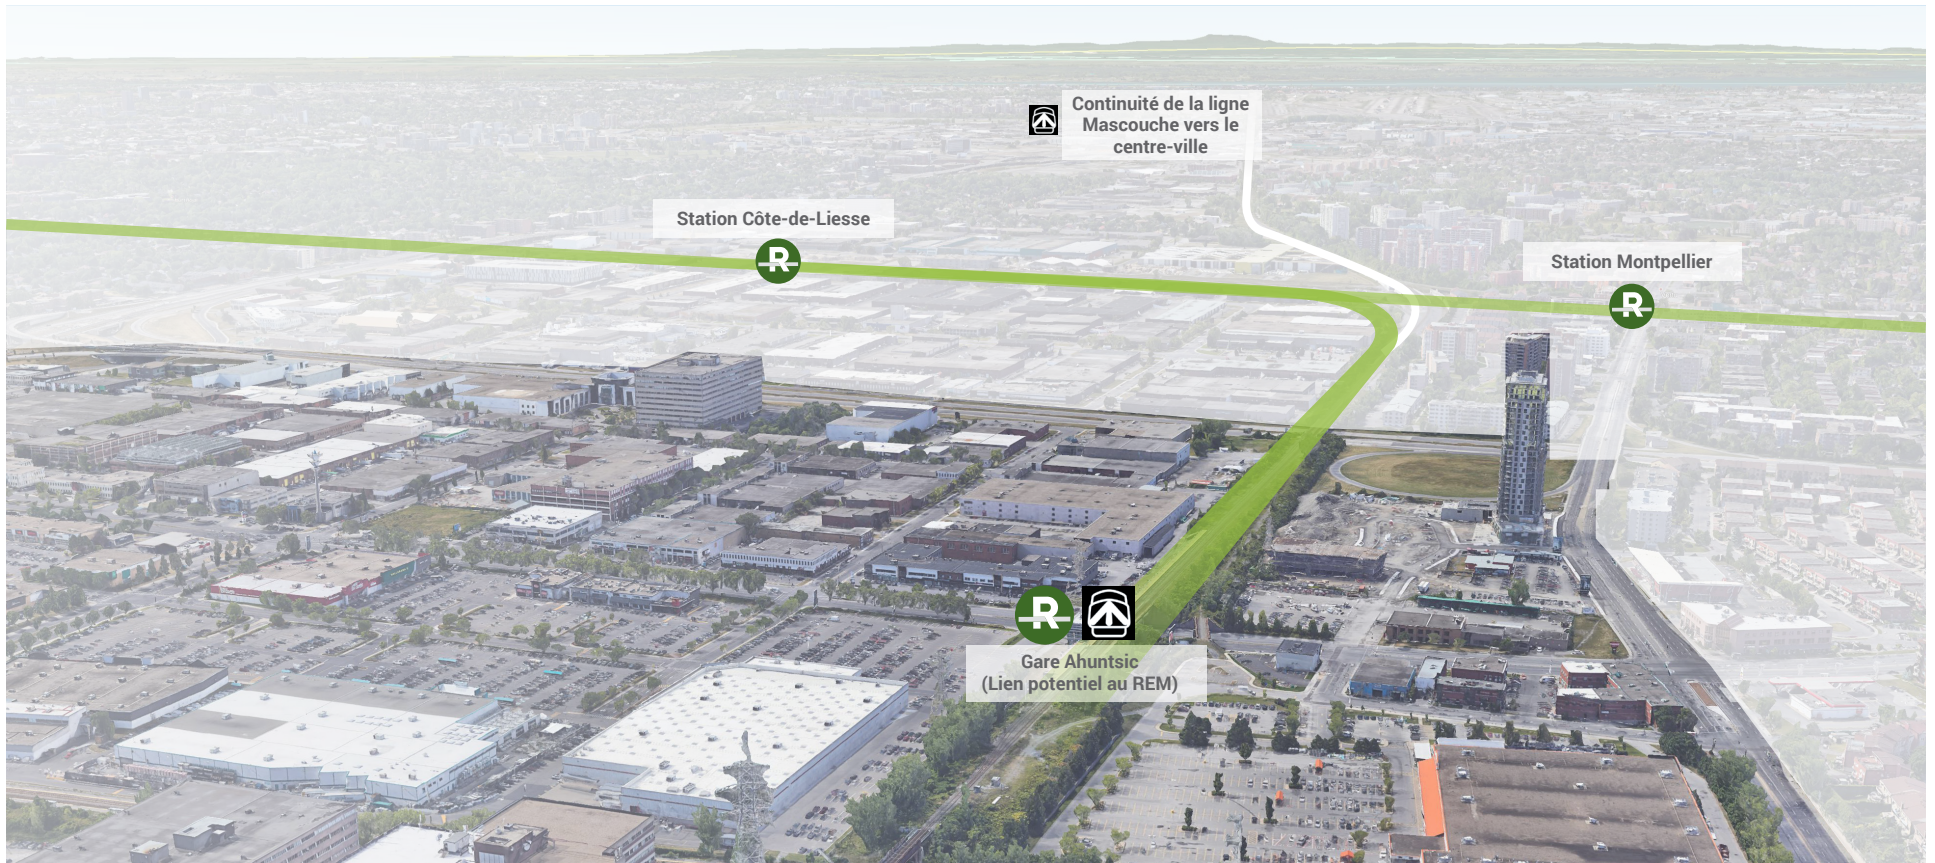 Continuité de la ligne
Mascouche vers le
centre-ville
Station Côte-de-Liesse
R
Station Montpellier
R
R
Gare Ahuntsic
(Lien potentiel au REM)